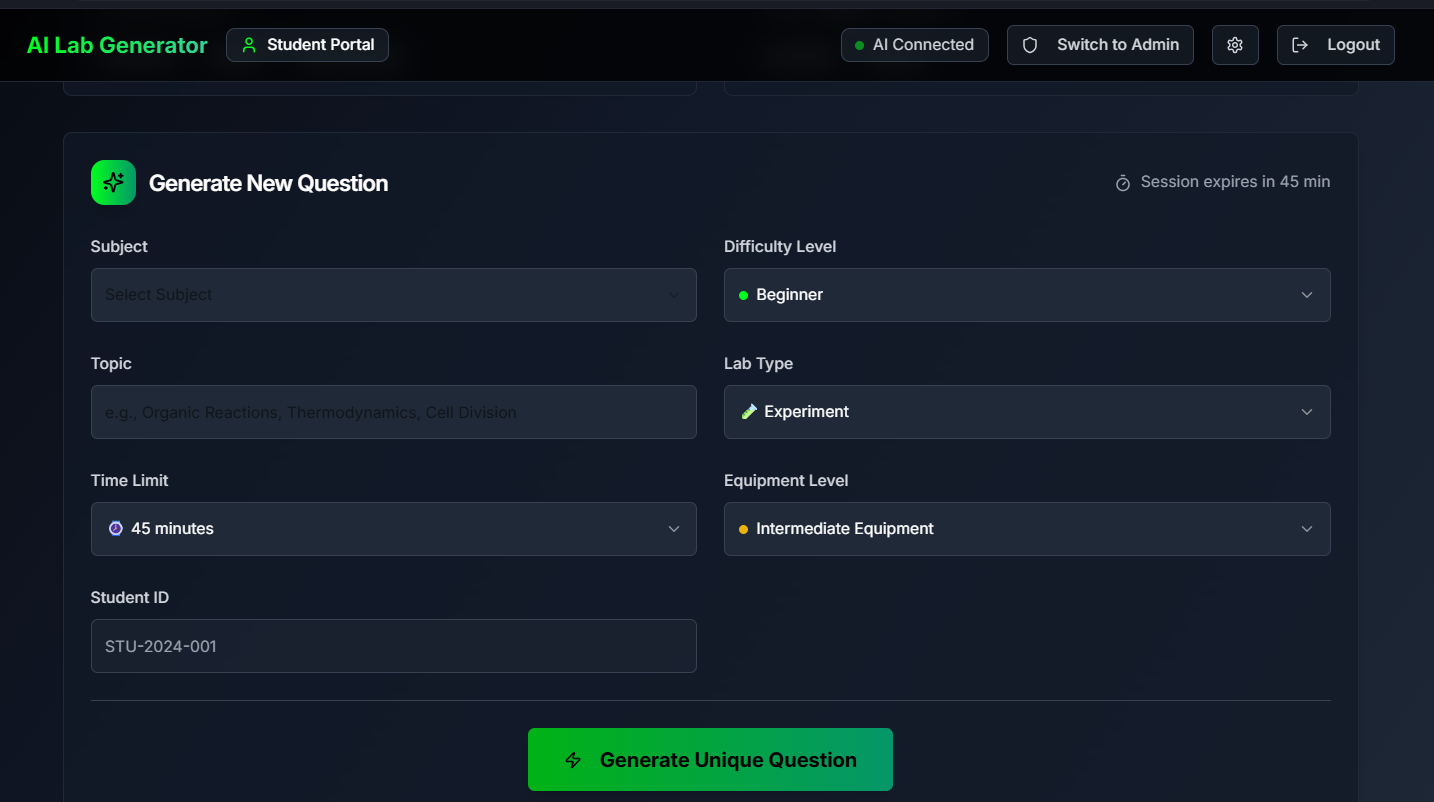 AI Lab Generator
Student Portal
AI Connected
Switch to Admin
Logout
Generate New Question
Session expires in 45 min
Subject
Difficulty Level
Select Subject
Beginner
Topic
Lab Type
e.g., Organic Reactions, Thermodynamics, Cell Division
Experiment
Time Limit
Equipment Level
45 minutes
Intermediate Equipment
Student ID
STU-2024-001
Generate Unique Question